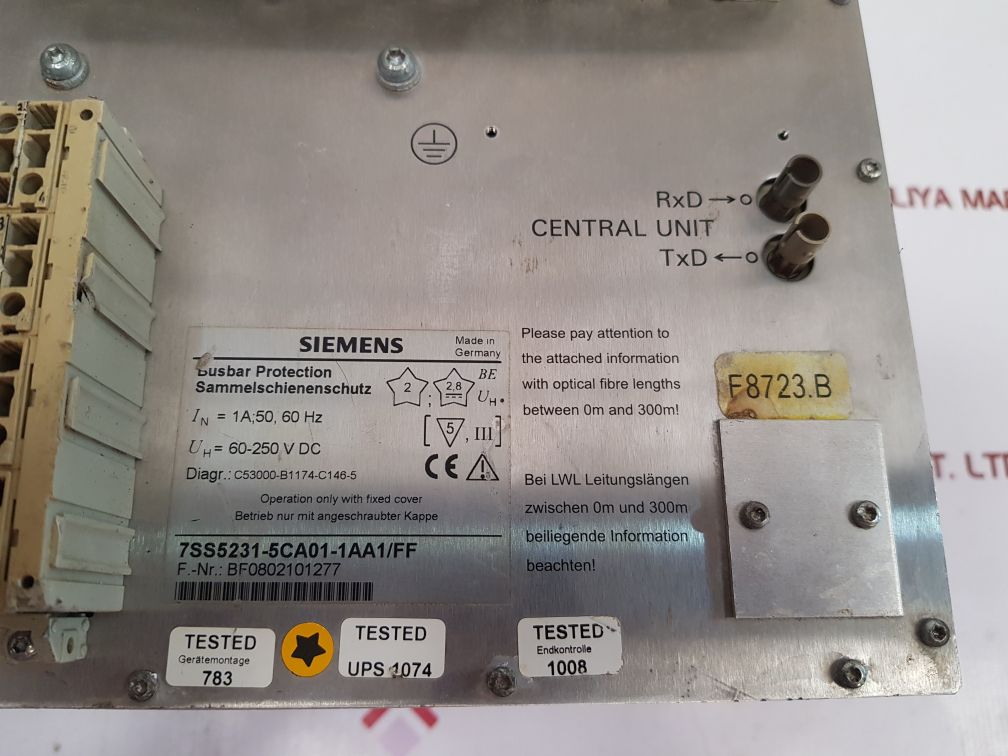 RxD→○
CENTRAL UNIT
TxD←○
SIEMENS
Made in
Germany
Busbar Protection
Sammelschienenschutz
2 ; 2,8 BE
UH
IN = 1A;50, 60 Hz
[ 5 , III ]
UH = 60-250 V DC
CE
Diagr.: C53000-B1174-C146-5
Operation only with fixed cover
Betrieb nur mit angeschraubter Kappe
7SS5231-5CA01-1AA1/FF
F.-Nr.: BF0802101277
Please pay attention to
the attached information
with optical fibre lengths
between 0m and 300m!
Bei LWL Leitungslängen
zwischen 0m und 300m
beiliegende Information
beachten!
F8723.B
TESTED
Gerätemontage
783
TESTED
UPS 1074
TESTED
Endkontrolle
1008